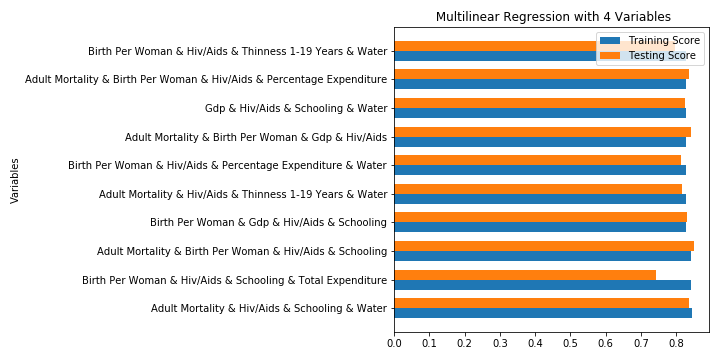 Multilinear Regression with 4 Variables
Training Score
Testing Score
Birth Per Woman & Hiv/Aids & Thinness 1-19 Years & Water
Adult Mortality & Birth Per Woman & Hiv/Aids & Percentage Expenditure
Gdp & Hiv/Aids & Schooling & Water
Adult Mortality & Birth Per Woman & Gdp & Hiv/Aids
Birth Per Woman & Hiv/Aids & Percentage Expenditure & Water
Adult Mortality & Hiv/Aids & Thinness 1-19 Years & Water
Birth Per Woman & Gdp & Hiv/Aids & Schooling
Adult Mortality & Birth Per Woman & Hiv/Aids & Schooling
Birth Per Woman & Hiv/Aids & Schooling & Total Expenditure
Adult Mortality & Hiv/Aids & Schooling & Water
Variables
0.0 0.1 0.2 0.3 0.4 0.5 0.6 0.7 0.8